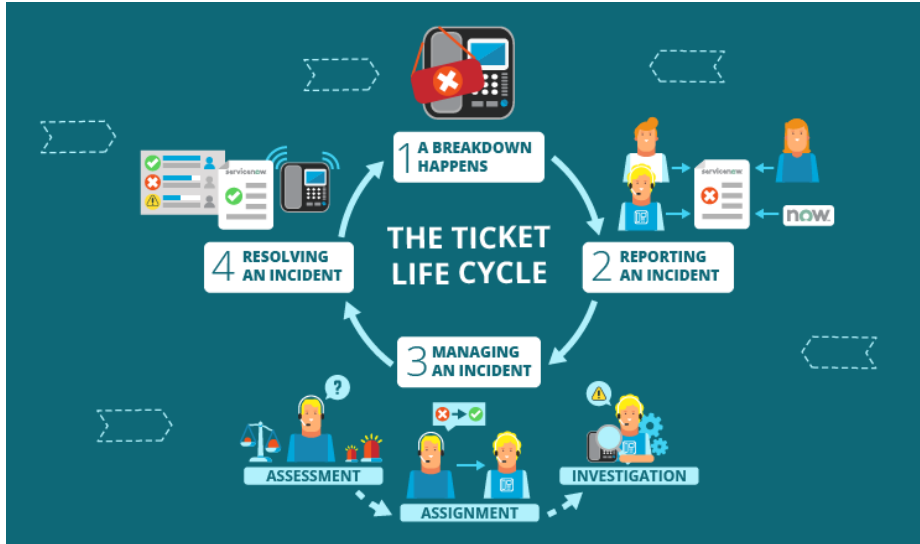 1 A BREAKDOWN
HAPPENS
servicenow
servicenow
now
THE TICKET
LIFE CYCLE
4 RESOLVING
AN INCIDENT
2 REPORTING
AN INCIDENT
3 MANAGING
AN INCIDENT
?
ASSESSMENT
INVESTIGATION
ASSIGNMENT